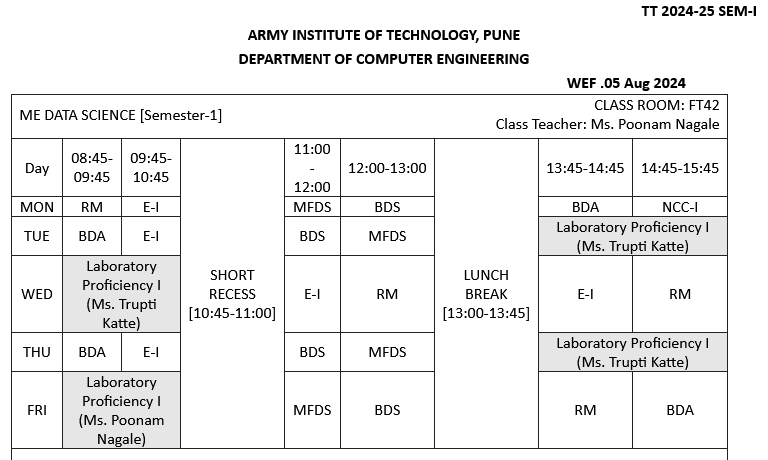 TT 2024-25 SEM-I
ARMY INSTITUTE OF TECHNOLOGY, PUNE
DEPARTMENT OF COMPUTER ENGINEERING
WEF .05 Aug 2024
ME DATA SCIENCE [Semester-1]
CLASS ROOM: FT42
Class Teacher: Ms. Poonam Nagale
Day
08:45-
09:45
09:45-
10:45
SHORT
RECESS
[10:45-11:00]
11:00
-
12:00
12:00-13:00
LUNCH
BREAK
[13:00-13:45]
13:45-14:45
14:45-15:45
MON
RM
E-I
MFDS
BDS
BDA
NCC-I
TUE
BDA
E-I
BDS
MFDS
Laboratory Proficiency I
(Ms. Trupti Katte)
WED
Laboratory
Proficiency I
(Ms. Trupti
Katte)
E-I
RM
E-I
RM
THU
BDA
E-I
BDS
MFDS
Laboratory Proficiency I
(Ms. Trupti Katte)
FRI
Laboratory
Proficiency I
(Ms. Poonam
Nagale)
MFDS
BDS
RM
BDA